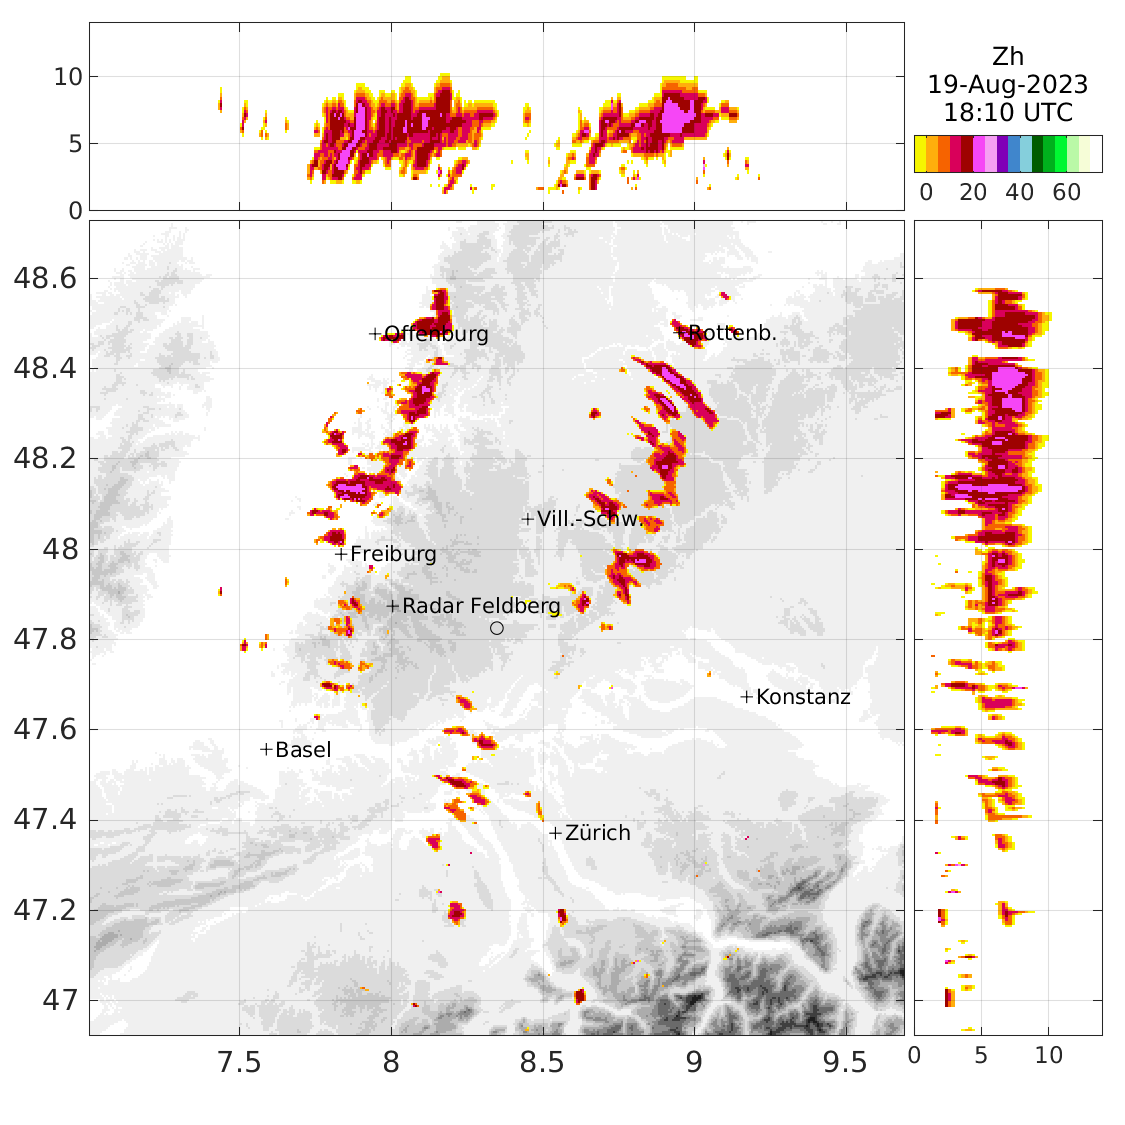 10
5
0
Zh
19-Aug-2023
18:10 UTC
0 20 40 60
48.6
48.4
48.2
48
47.8
47.6
47.4
47.2
47
+Offenburg
+Rottenb.
+Vill.-Schw.
+Freiburg
+Radar Feldberg
+Konstanz
+Basel
+Zürich
7.5 8 8.5 9 9.5
0 5 10